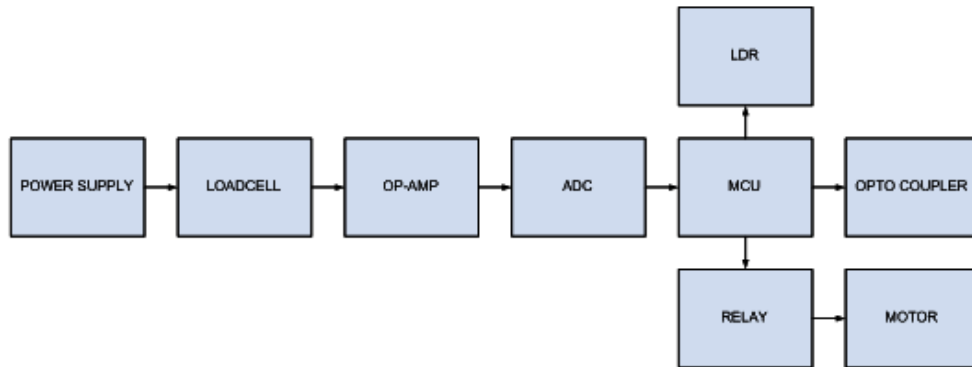 LDR
POWER SUPPLY
LOADCELL
OP-AMP
ADC
MCU
OPTO COUPLER
RELAY
MOTOR